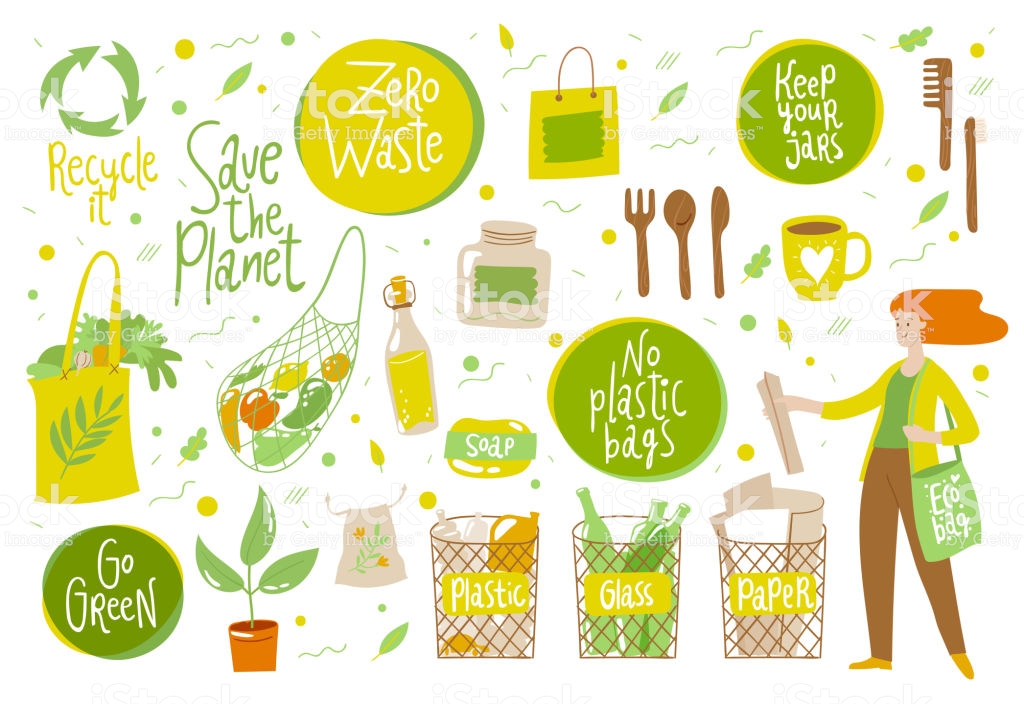 Recycle
it
Save
the
Planet
Zero
Waste
Keep
your
jars
No
plastic
bags
SOAP
Eco
bag
Go
Green
Plastic
Glass
Paper
iStock
by Getty Images™